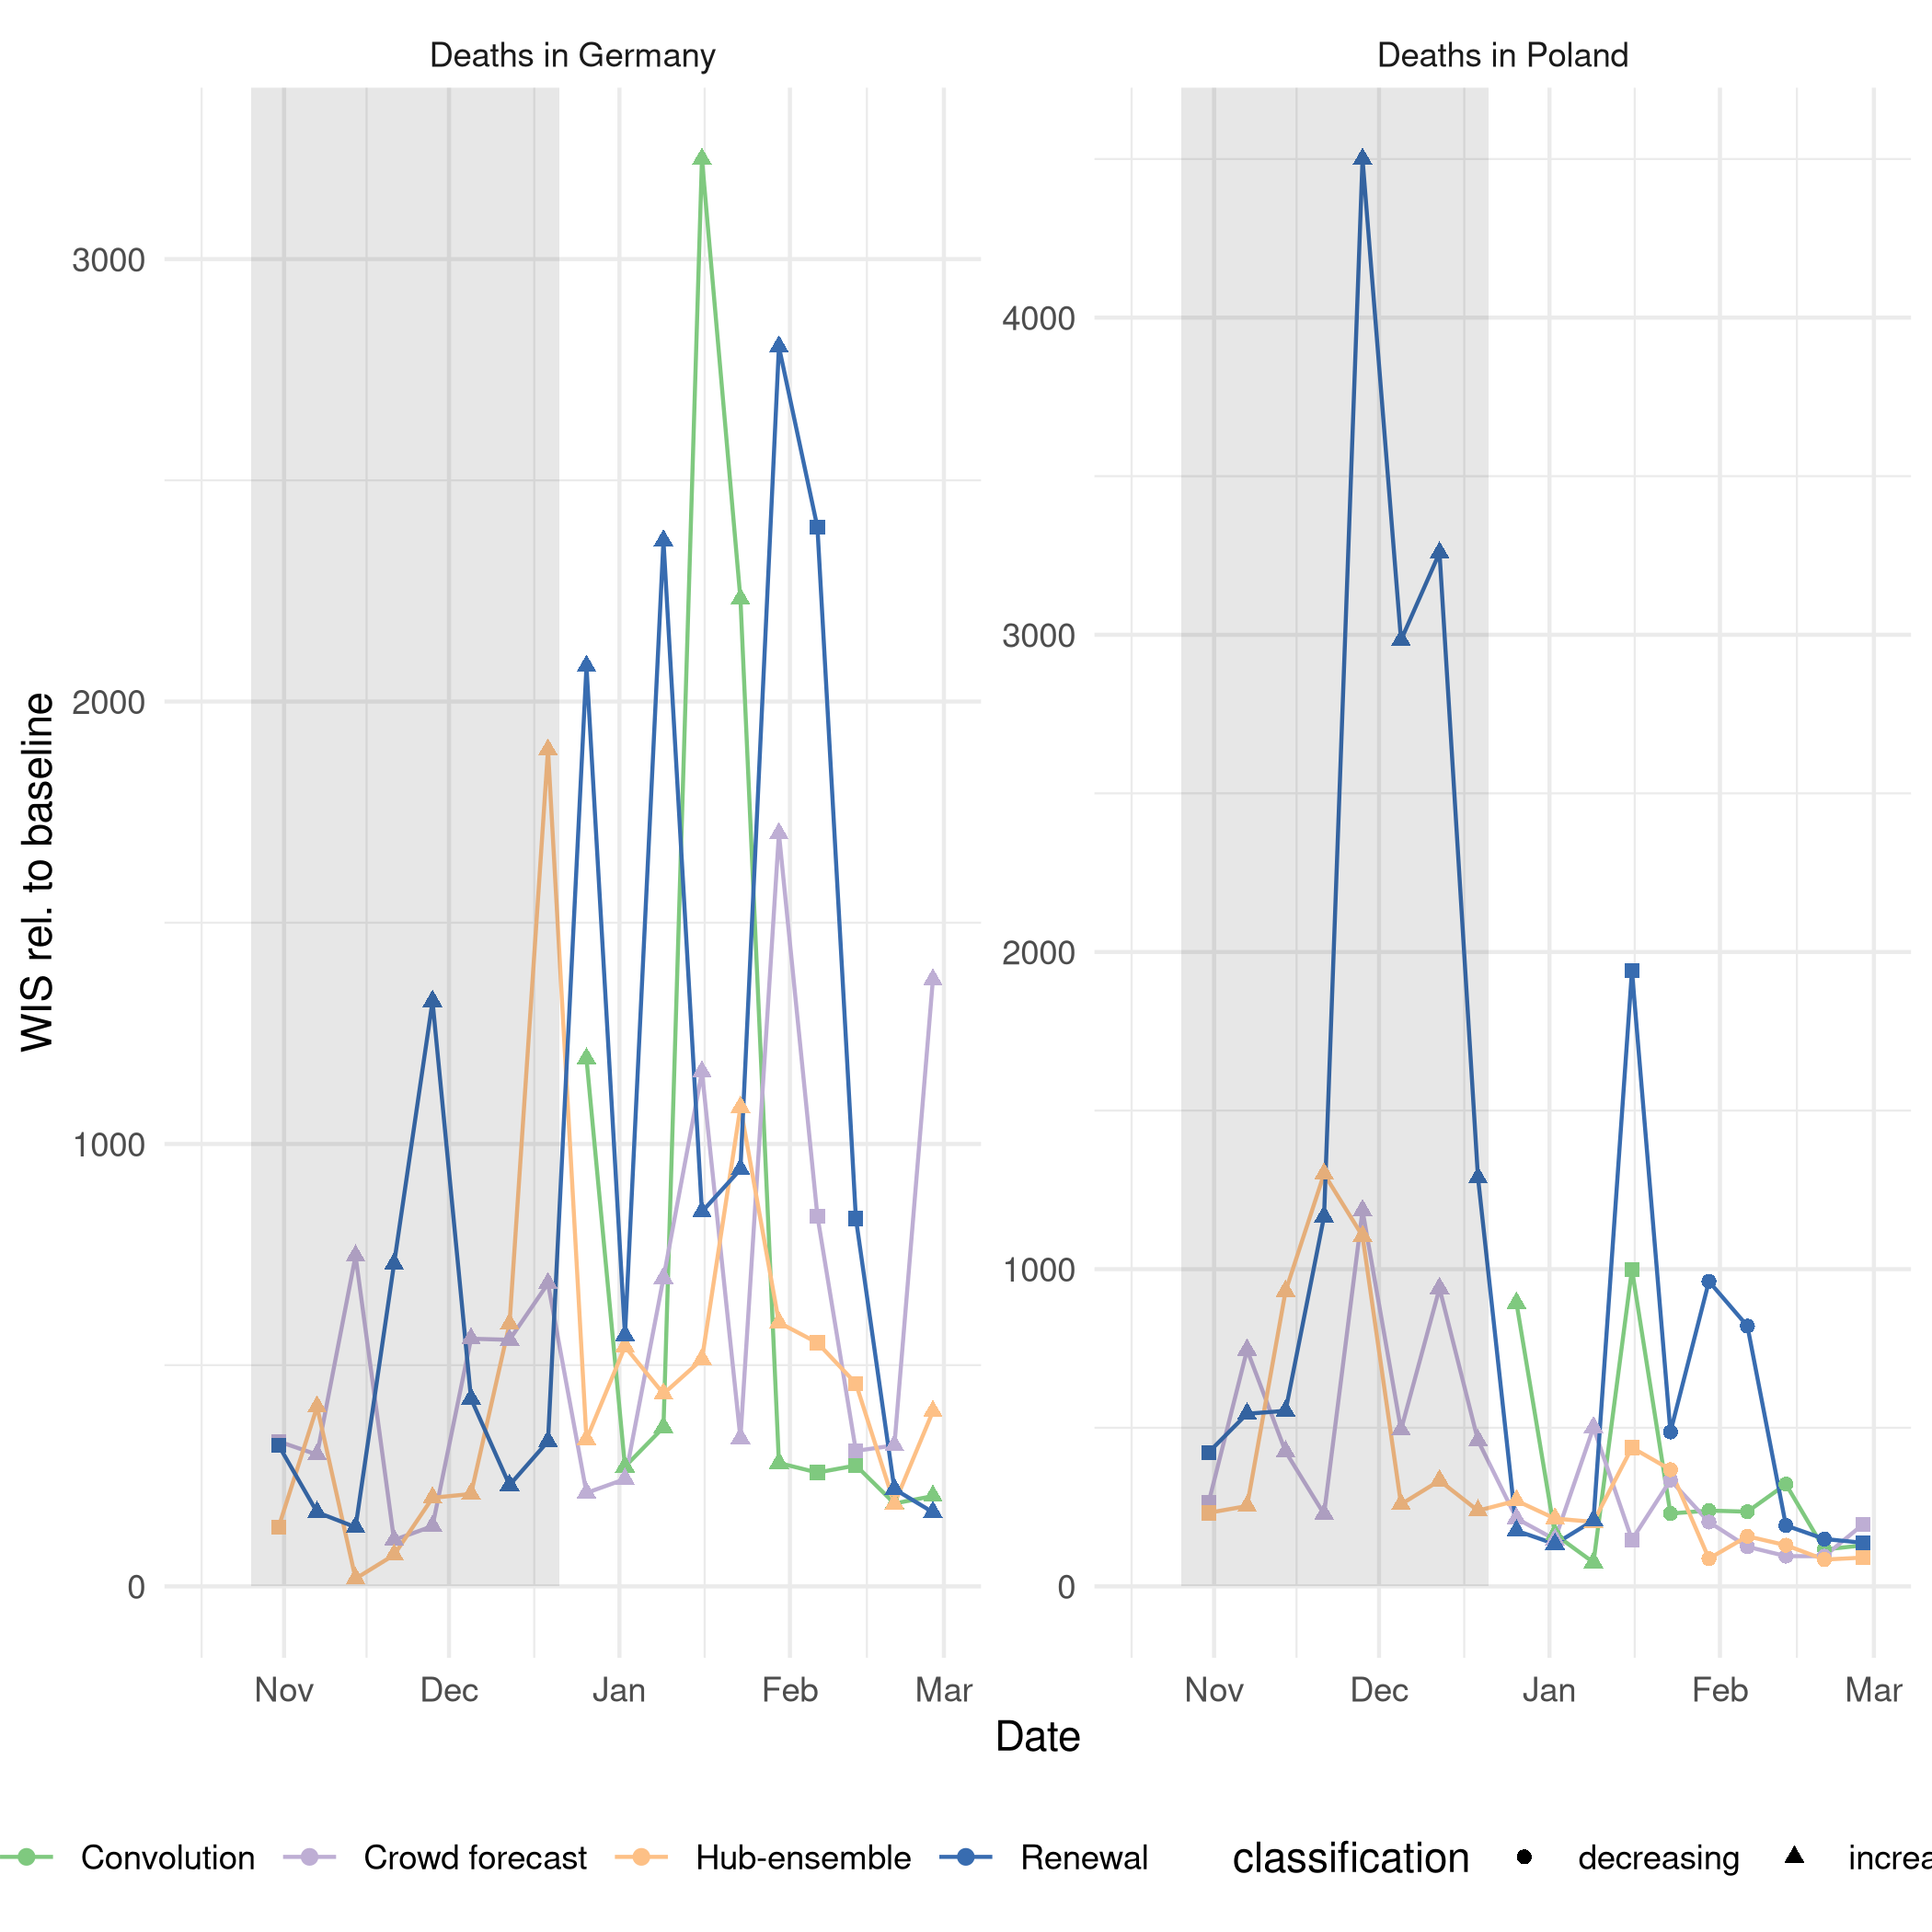 Deaths in Germany
Deaths in Poland
WIS rel. to baseline
3000
2000
1000
0
4000
3000
2000
1000
0
Nov Dec Jan Feb Mar
Nov Dec Jan Feb Mar
Date
Convolution Crowd forecast Hub-ensemble Renewal classification decreasing increa